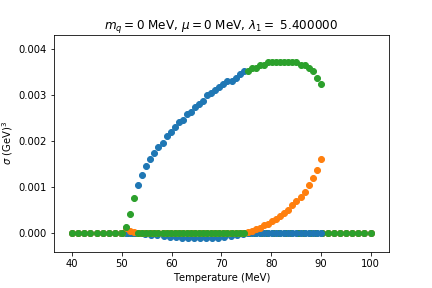 $m_q = 0$ MeV, $\mu = 0$ MeV, $\lambda_1 =$ 5.400000
0.004
0.003
0.002
0.001
0.000
σ (GeV)³
40 50 60 70 80 90 100
Temperature (MeV)